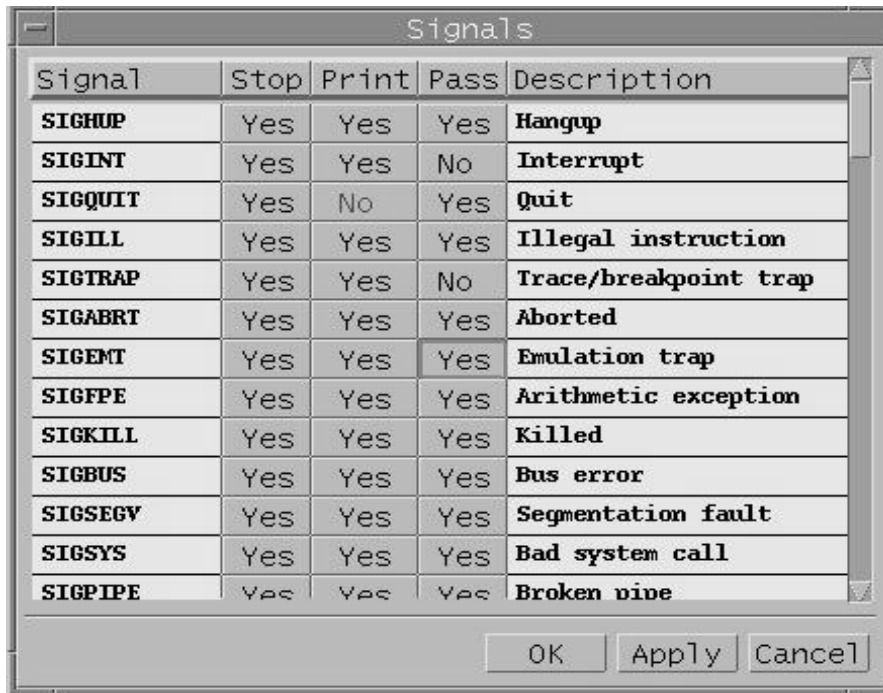 Signals
Signal Stop Print Pass Description
SIGHUP Yes Yes Yes Hangup
SIGINT Yes Yes No Interrupt
SIGQUIT Yes No Yes Quit
SIGILL Yes Yes Yes Illegal instruction
SIGTRAP Yes Yes No Trace/breakpoint trap
SIGABRT Yes Yes Yes Aborted
SIGEMT Yes Yes Yes Emulation trap
SIGFPE Yes Yes Yes Arithmetic exception
SIGKILL Yes Yes Yes Killed
SIGBUS Yes Yes Yes Bus error
SIGSEGV Yes Yes Yes Segmentation fault
SIGSYS Yes Yes Yes Bad system call
SIGPIPE Yes Yes Yes Broken pipe
OK Apply Cancel